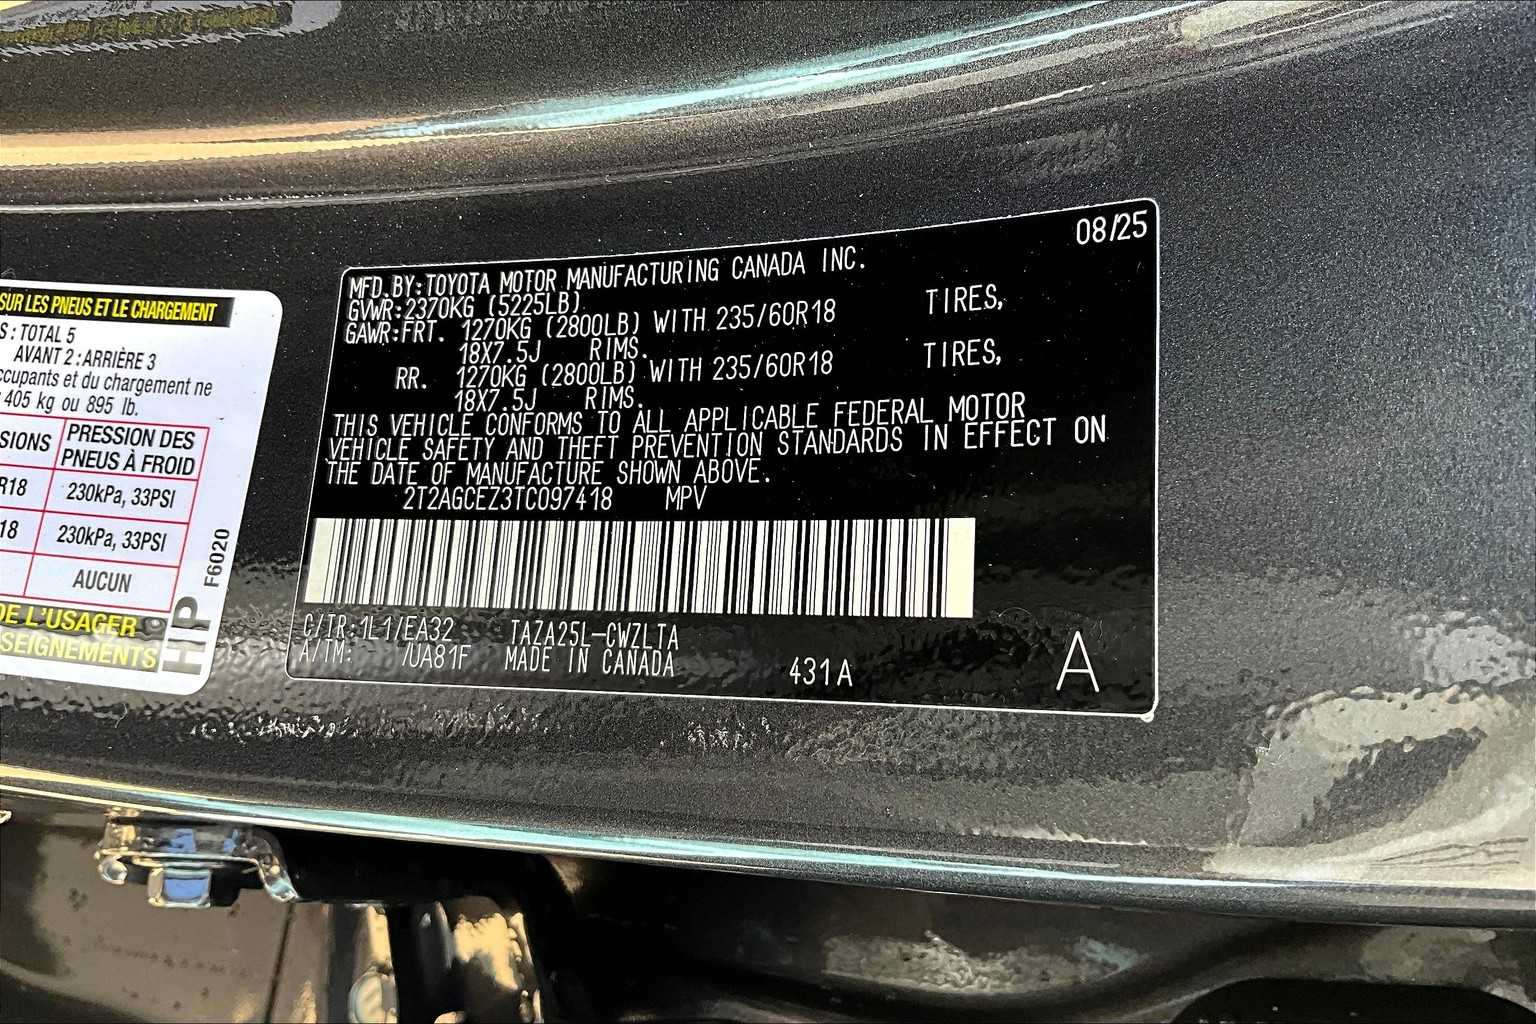 SUR LES PNEUS ET LE CHARGEMENT
S : TOTAL 5
AVANT 2 : ARRIÈRE 3
ccupants et du chargement ne
405 kg ou 895 lb.
SIONS PRESSION DES PNEUS À FROID
R18 230kPa, 33PSI
18 230kPa, 33PSI
AUCUN
DE L'USAGER
SEIGNEMENTS
HIP
F6020
08/25
MFD.BY:TOYOTA MOTOR MANUFACTURING CANADA INC.
GVWR:2370KG (5225LB)
GAWR:FRT. 1270KG (2800LB) WITH 235/60R18 TIRES,
18X7.5J RIMS.
RR. 1270KG (2800LB) WITH 235/60R18 TIRES,
18X7.5J RIMS.
THIS VEHICLE CONFORMS TO ALL APPLICABLE FEDERAL MOTOR
VEHICLE SAFETY AND THEFT PREVENTION STANDARDS IN EFFECT ON
THE DATE OF MANUFACTURE SHOWN ABOVE.
2T2AGCEZ3TC097418 MPV
C/TR:1L1/EA32 TAZA25L-CWZLTA
A/TM: /UA81F MADE IN CANADA 431A A